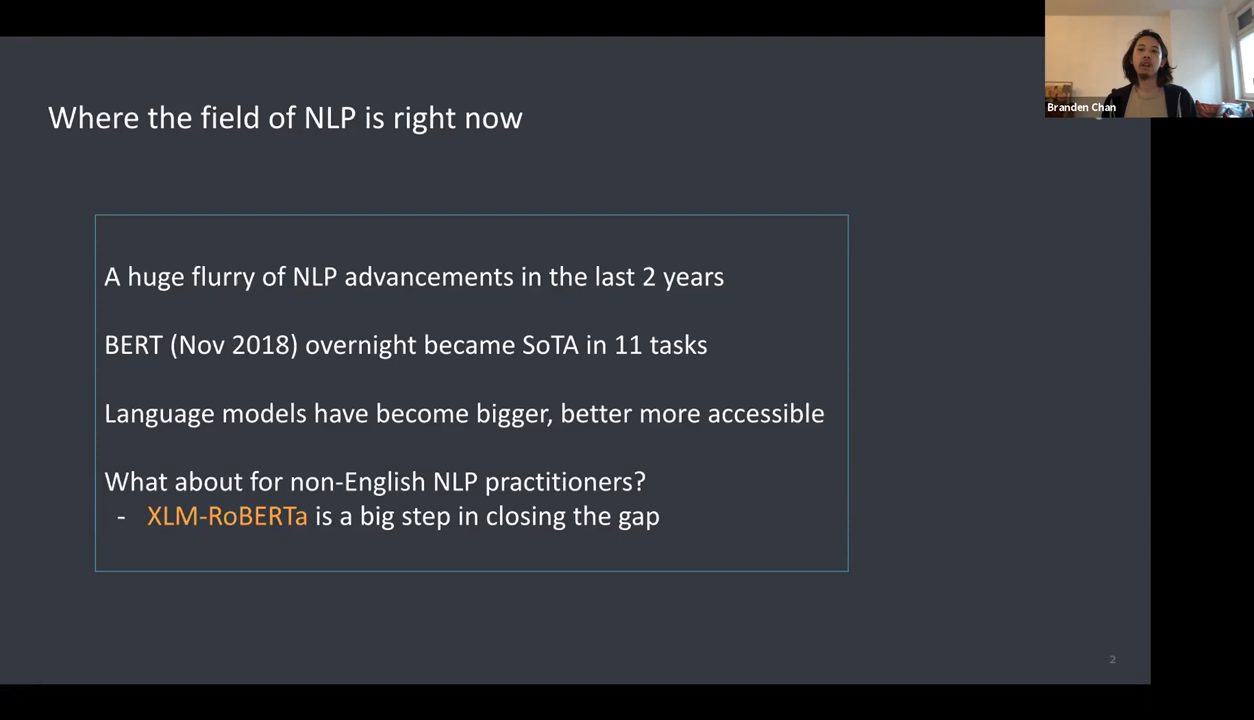 Where the field of NLP is right now
Branden Chan
A huge flurry of NLP advancements in the last 2 years
BERT (Nov 2018) overnight became SoTA in 11 tasks
Language models have become bigger, better more accessible
What about for non-English NLP practitioners?
- XLM-RoBERTa is a big step in closing the gap
2